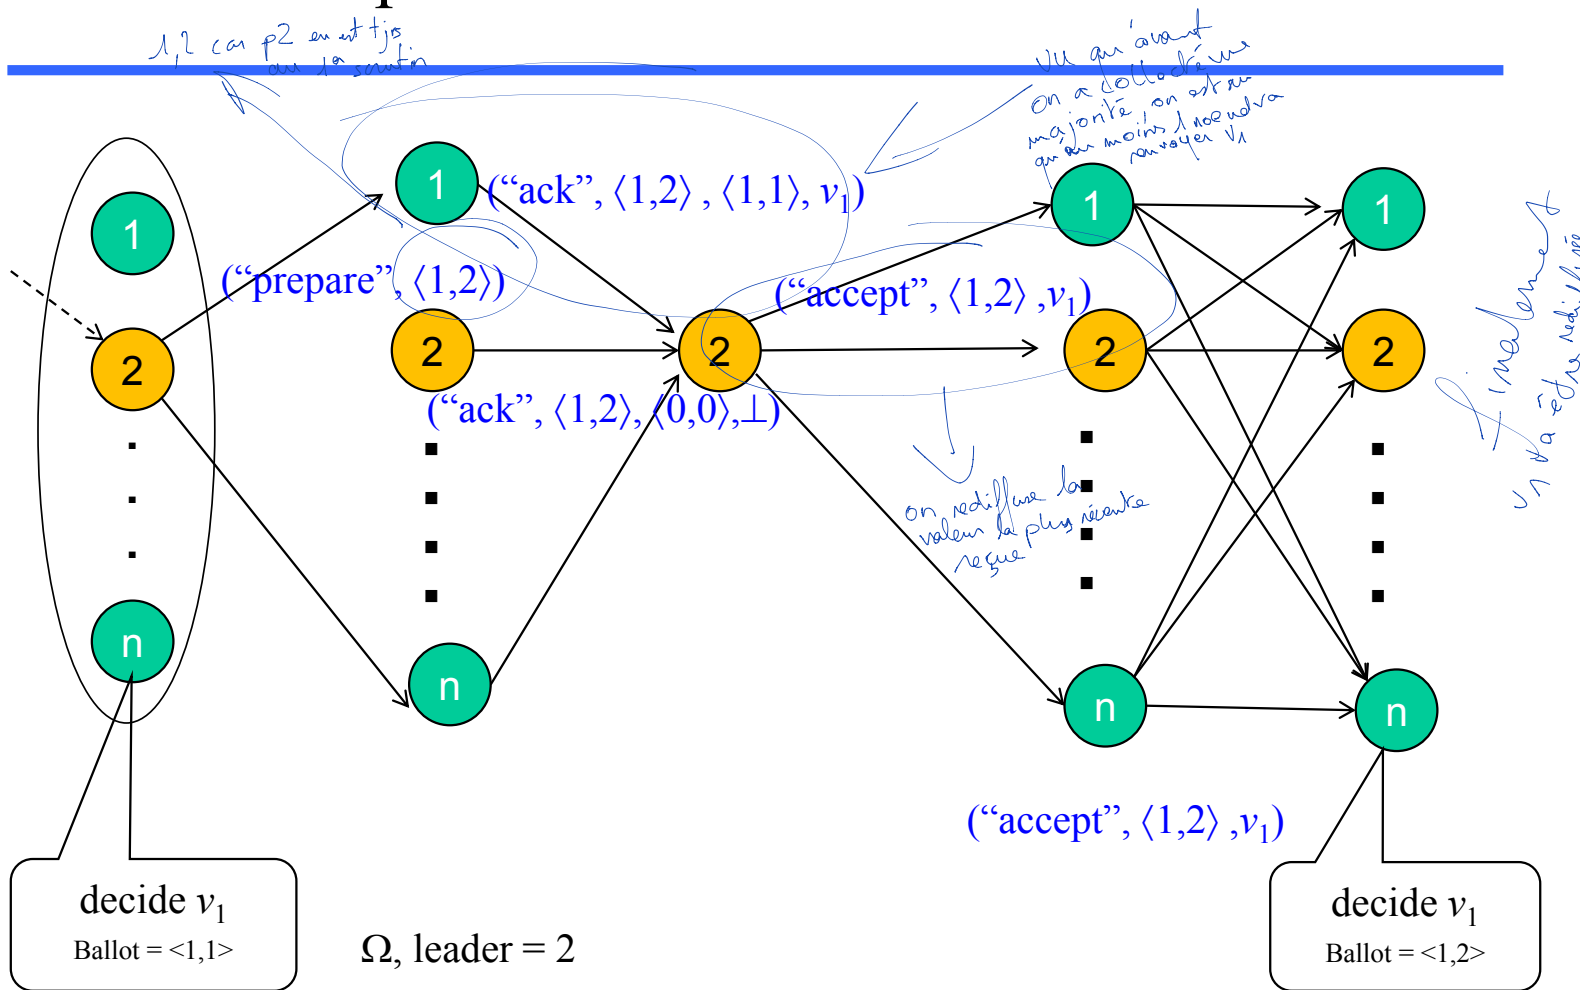 1,2 car p2 en est tjrs
au 1er scrutin
vu qu'avant
on a collecté une
majorité, on est sûr
qu'au moins 1 noeud va
renvoyer v1
1
1
1
1
("ack", ⟨1,2⟩ , ⟨1,1⟩, v₁)
("prepare", ⟨1,2⟩)
("accept", ⟨1,2⟩ ,v₁)
2
2
2
2
2
("ack", ⟨1,2⟩, ⟨0,0⟩,⊥)
on rediffuse la
valeur la plus récente
reçue
Finalement
v1 va être
n
n
n
n
("accept", ⟨1,2⟩ ,v₁)
decide v₁
Ballot = <1,1>
Ω, leader = 2
decide v₁
Ballot = <1,2>